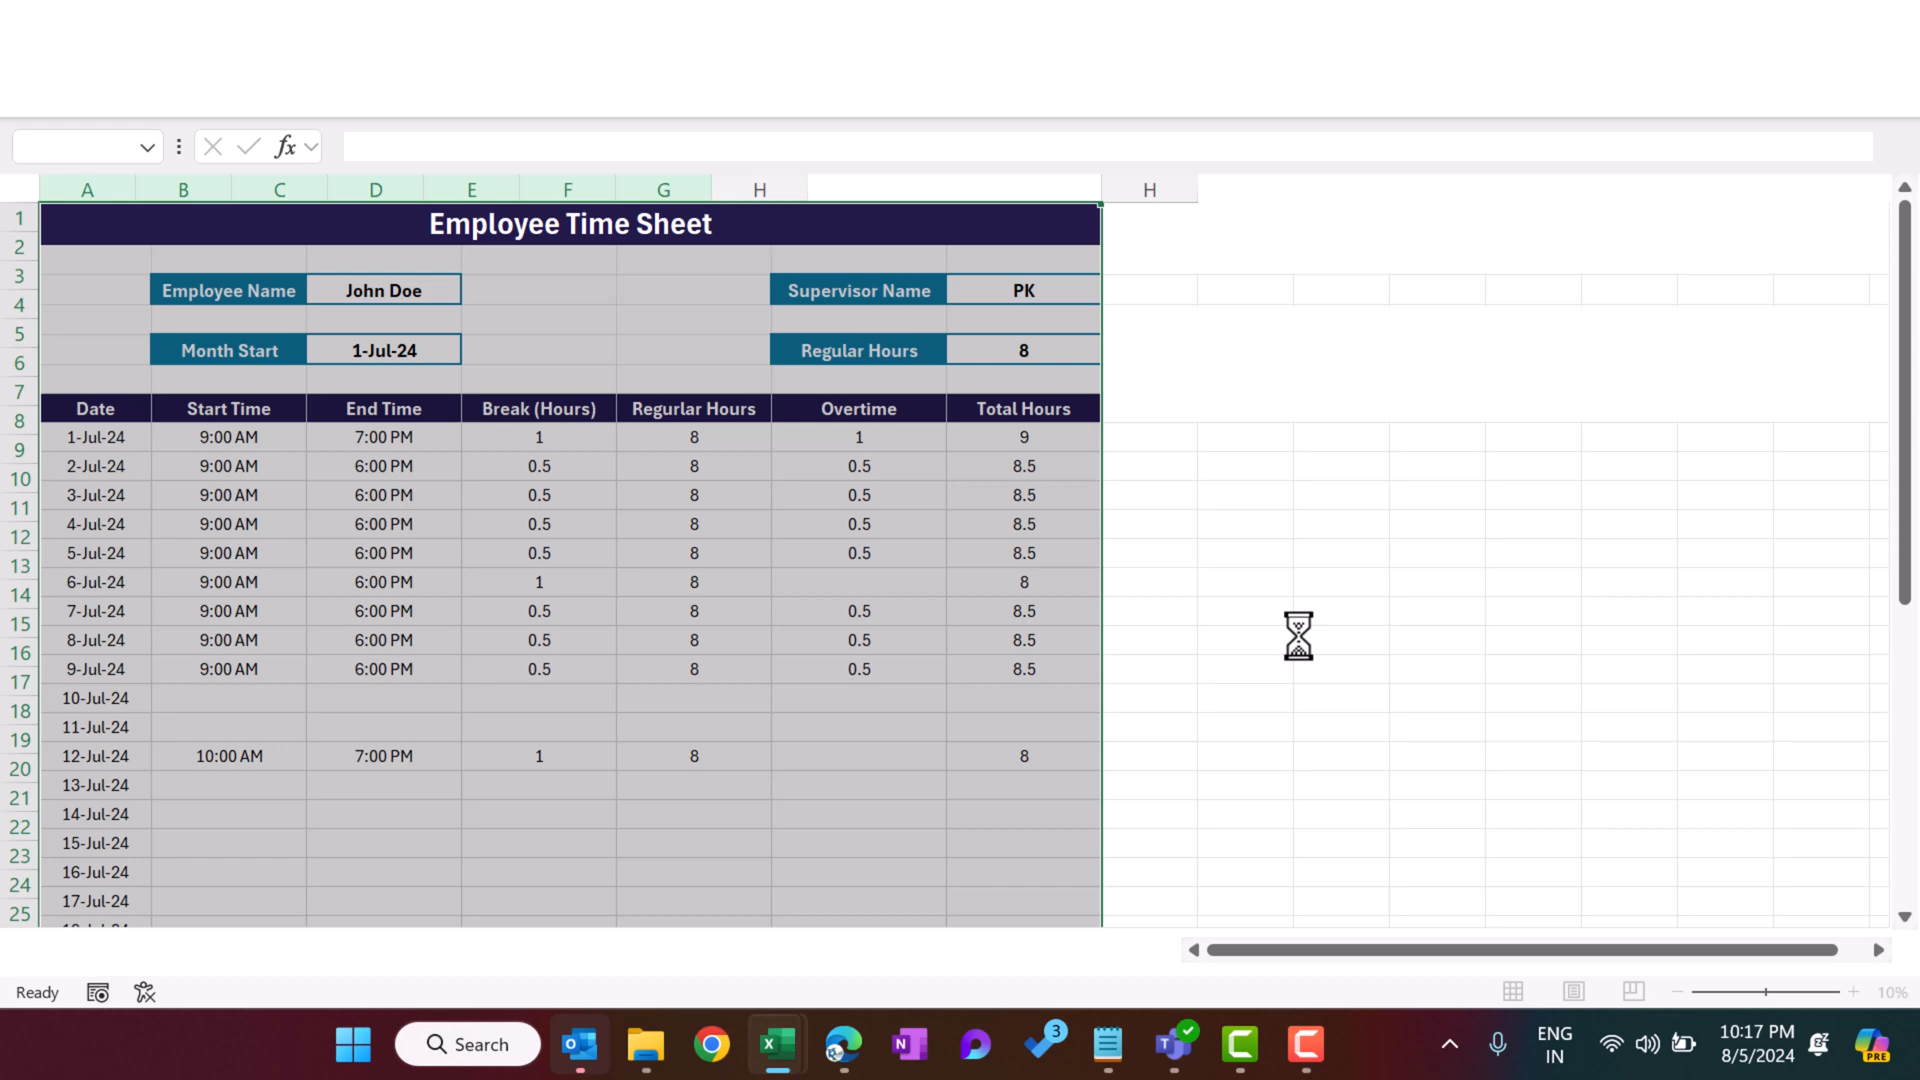 fx
A B C D E F G H H
1 Employee Time Sheet
2
3 Employee Name John Doe Supervisor Name PK
4
5 Month Start 1-Jul-24 Regular Hours 8
6
7
8 Date Start Time End Time Break (Hours) Regurlar Hours Overtime Total Hours
9 1-Jul-24 9:00 AM 7:00 PM 1 8 1 9
10 2-Jul-24 9:00 AM 6:00 PM 0.5 8 0.5 8.5
11 3-Jul-24 9:00 AM 6:00 PM 0.5 8 0.5 8.5
12 4-Jul-24 9:00 AM 6:00 PM 0.5 8 0.5 8.5
13 5-Jul-24 9:00 AM 6:00 PM 0.5 8 0.5 8.5
14 6-Jul-24 9:00 AM 6:00 PM 1 8 8
15 7-Jul-24 9:00 AM 6:00 PM 0.5 8 0.5 8.5
16 8-Jul-24 9:00 AM 6:00 PM 0.5 8 0.5 8.5
17 9-Jul-24 9:00 AM 6:00 PM 0.5 8 0.5 8.5
18 10-Jul-24
19 11-Jul-24
20 12-Jul-24 10:00 AM 7:00 PM 1 8 8
21 13-Jul-24
22 14-Jul-24
23 15-Jul-24
24 16-Jul-24
25 17-Jul-24
Ready 10%
Search 3 ENG 10:17 PM
IN 8/5/2024
PRE